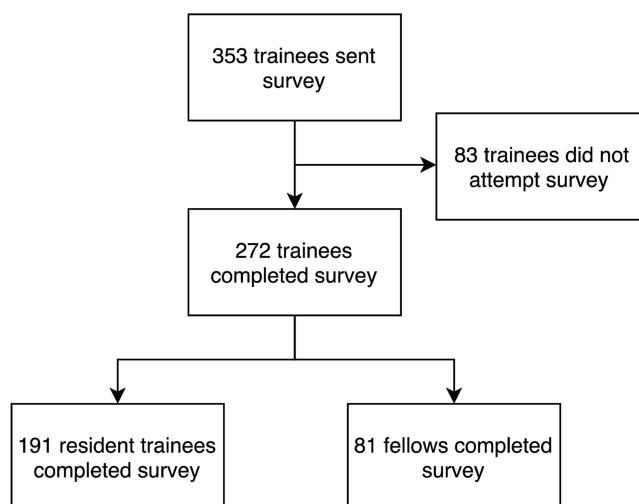 353 trainees sent
survey
83 trainees did not
attempt survey
272 trainees
completed survey
191 resident trainees
completed survey
81 fellows completed
survey